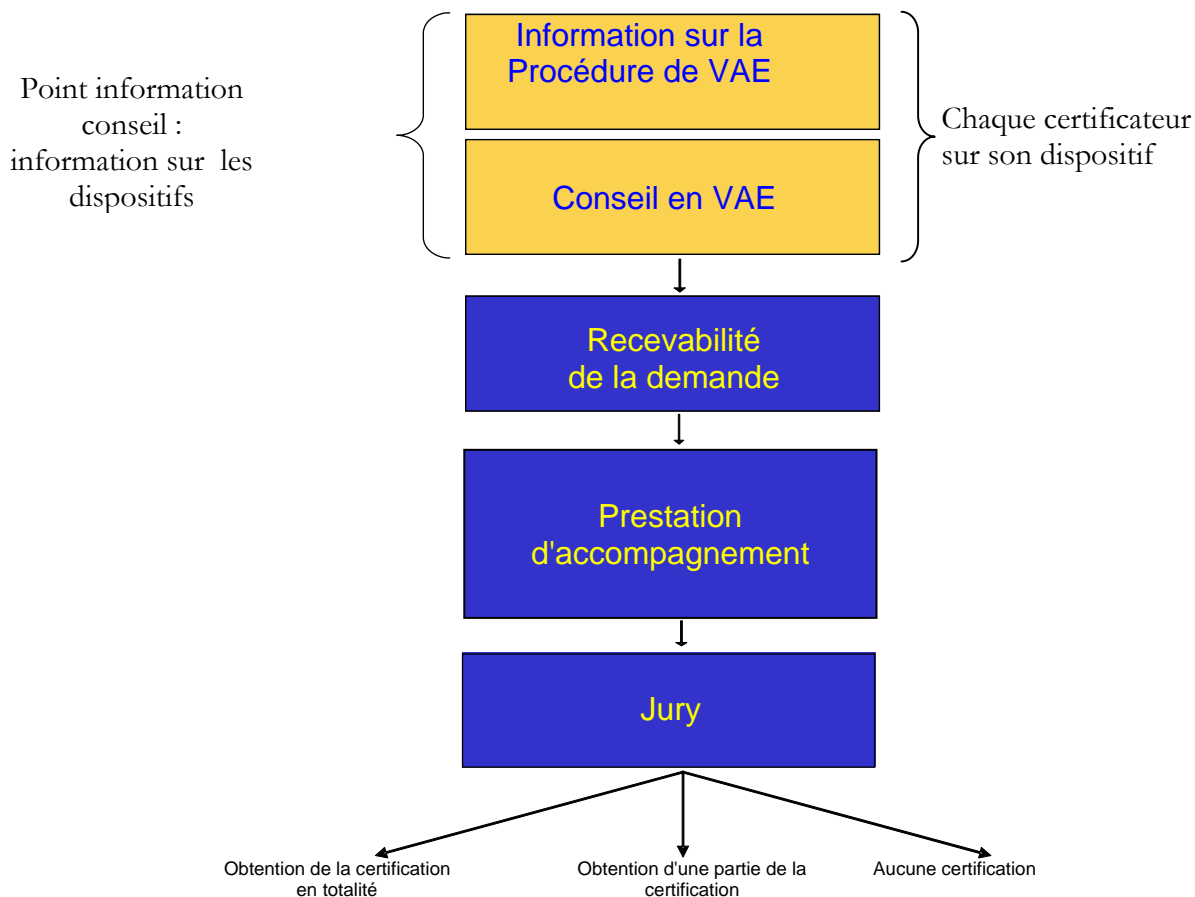 Information sur la
Procédure de VAE
Point information
conseil :
information sur les
dispositifs
Chaque certificateur
sur son dispositif
Conseil en VAE
Recevabilité
de la demande
Prestation
d'accompagnement
Jury
Obtention de la certification
en totalité
Obtention d'une partie de la
certification
Aucune certification